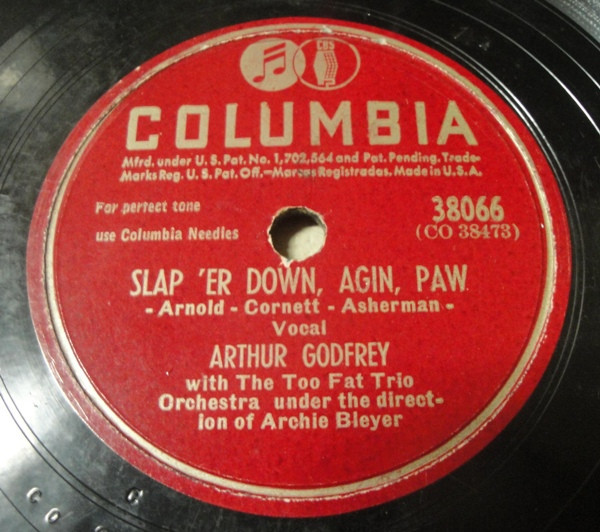 CBS
COLUMBIA
Mfrd. under U.S. Pat. No. 1,702,564 and Pat. Pending. Trade-
Marks Reg. U.S. Pat. Off.—Marcas Registradas. Made in U.S.A.
For perfect tone
use Columbia Needles
38066
(CO 38473)
SLAP 'ER DOWN, AGIN, PAW
- Arnold - Cornett - Asherman -
Vocal
ARTHUR GODFREY
with The Too Fat Trio
Orchestra under the direct-
ion of Archie Bleyer
CO